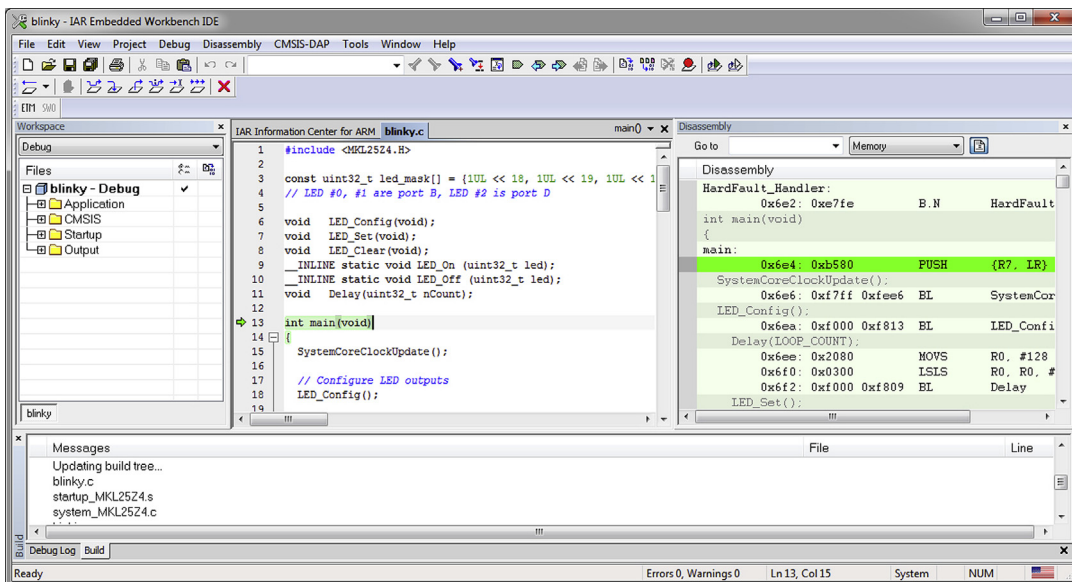 blinky - IAR Embedded Workbench IDE
File Edit View Project Debug Disassembly CMSIS-DAP Tools Window Help
ETM SWO
Workspace
Debug
Files
blinky - Debug
Application
CMSIS
Startup
Output
blinky
IAR Information Center for ARM blinky.c main()
1 #include <MKL25Z4.H>
2
3 const uint32_t led_mask[] = {1UL << 18, 1UL << 19, 1UL << 1
4 // LED #0, #1 are port B, LED #2 is port D
5
6 void LED_Config(void);
7 void LED_Set(void);
8 void LED_Clear(void);
9 __INLINE static void LED_On (uint32_t led);
10 __INLINE static void LED_Off (uint32_t led);
11 void Delay(uint32_t nCount);
12
13 int main(void)
14 {
15 SystemCoreClockUpdate();
16
17 // Configure LED outputs
18 LED_Config();
19
Disassembly
Go to Memory
Disassembly
HardFault_Handler:
0x6e2: 0xe7fe B.N HardFault
int main(void)
{
main:
0x6e4: 0xb580 PUSH {R7, LR}
SystemCoreClockUpdate();
0x6e6: 0xf7ff 0xfee6 BL SystemCor
LED_Config();
0x6ea: 0xf000 0xf813 BL LED_Confi
Delay(LOOP_COUNT);
0x6ee: 0x2080 MOVS R0, #128
0x6f0: 0x0300 LSLS R0, R0, #
0x6f2: 0xf000 0xf809 BL Delay
LED_Set();
Messages File Line
Updating build tree...
blinky.c
startup_MKL25Z4.s
system_MKL25Z4.c
Build
Debug Log Build
Ready Errors 0, Warnings 0 Ln 13, Col 15 System NUM